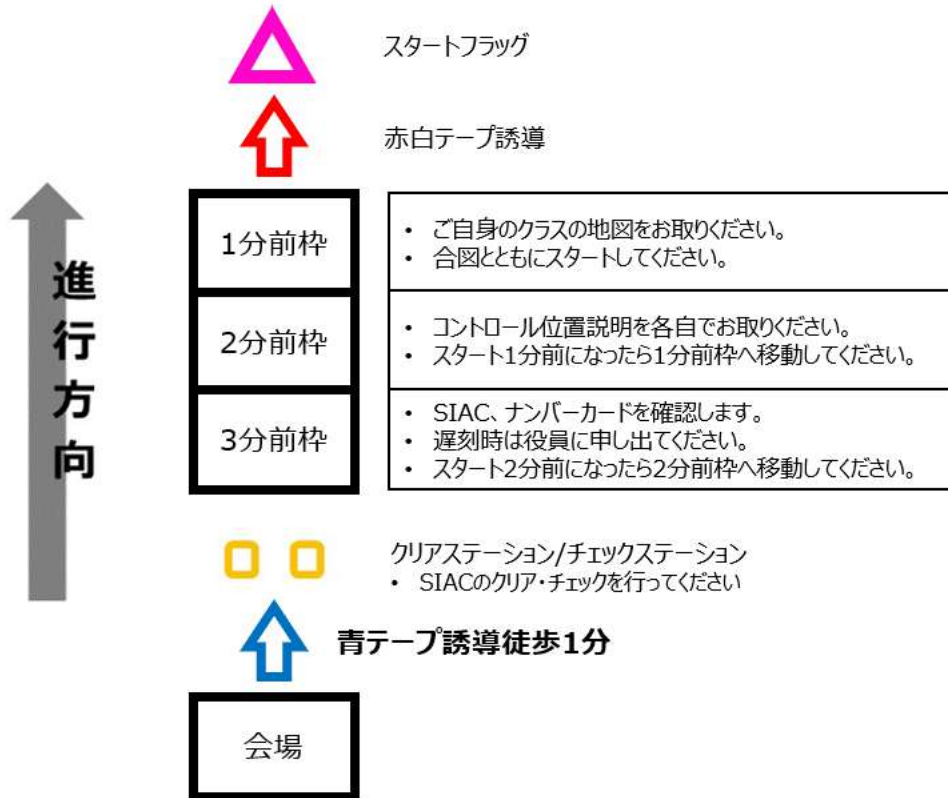 スタートフラッグ
赤白テープ誘導
進行方向
1分前枠
• ご自身のクラスの地図をお取りください。
• 合図とともにスタートしてください。
2分前枠
• コントロール位置説明を各自でお取りください。
• スタート1分前になったら1分前枠へ移動してください。
3分前枠
• SIAC、ナンバーカードを確認します。
• 遅刻時は役員に申し出てください。
• スタート2分前になったら2分前枠へ移動してください。
クリアステーション/チェックステーション
• SIACのクリア・チェックを行ってください
青テープ誘導徒歩1分
会場